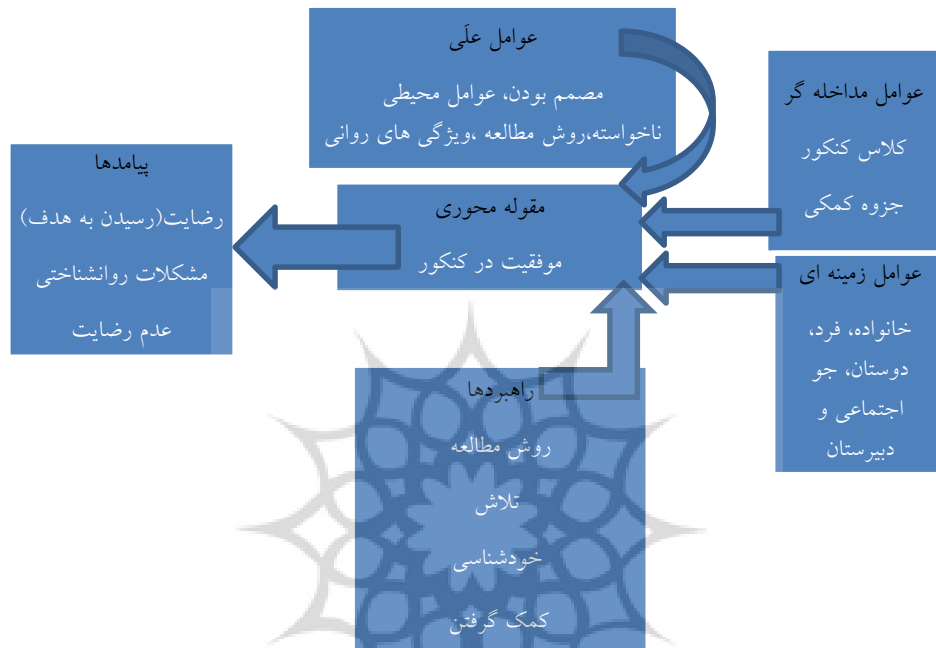 عوامل علَی
مصمم بودن، عوامل محیطی
ناخواسته،روش مطالعه ،ویژگی های روانی
عوامل مداخله گر
کلاس کنکور
جزوه کمکی
مقوله محوری
موفقیت در کنکور
پیامدها
رضایت(رسیدن به هدف)
مشکلات روانشناختی
عدم رضایت
عوامل زمینه ای
خانواده، فرد،
دوستان، جو
اجتماعی و
دبیرستان
راهبردها
روش مطالعه
تلاش
خودشناسی
کمک گرفتن